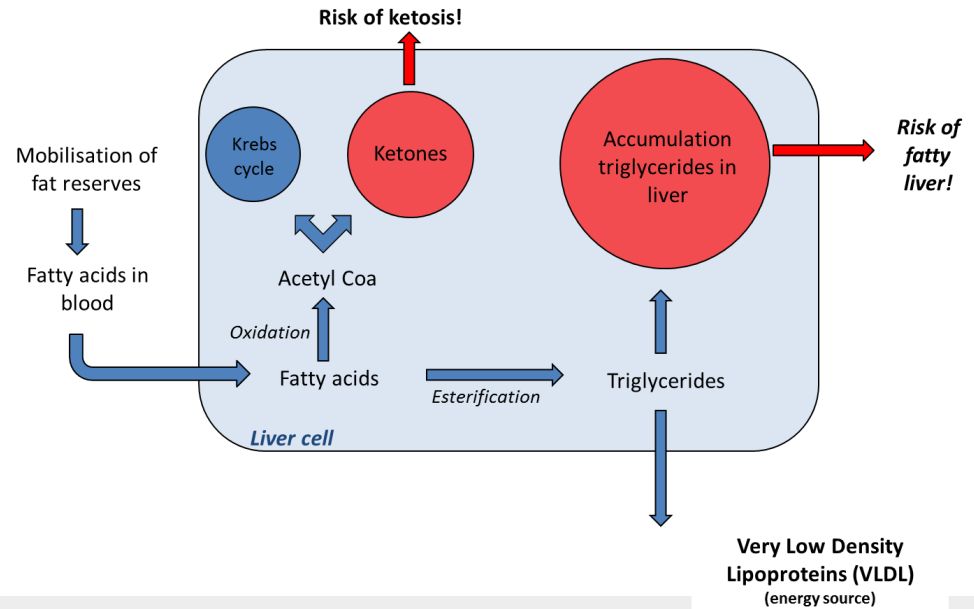 Risk of ketosis!
Krebs
cycle
Ketones
Accumulation
triglycerides in
liver
Risk of
fatty
liver!
Mobilisation of
fat reserves
Fatty acids in
blood
Acetyl Coa
Oxidation
Fatty acids
Esterification
Triglycerides
Liver cell
Very Low Density
Lipoproteins (VLDL)
(energy source)